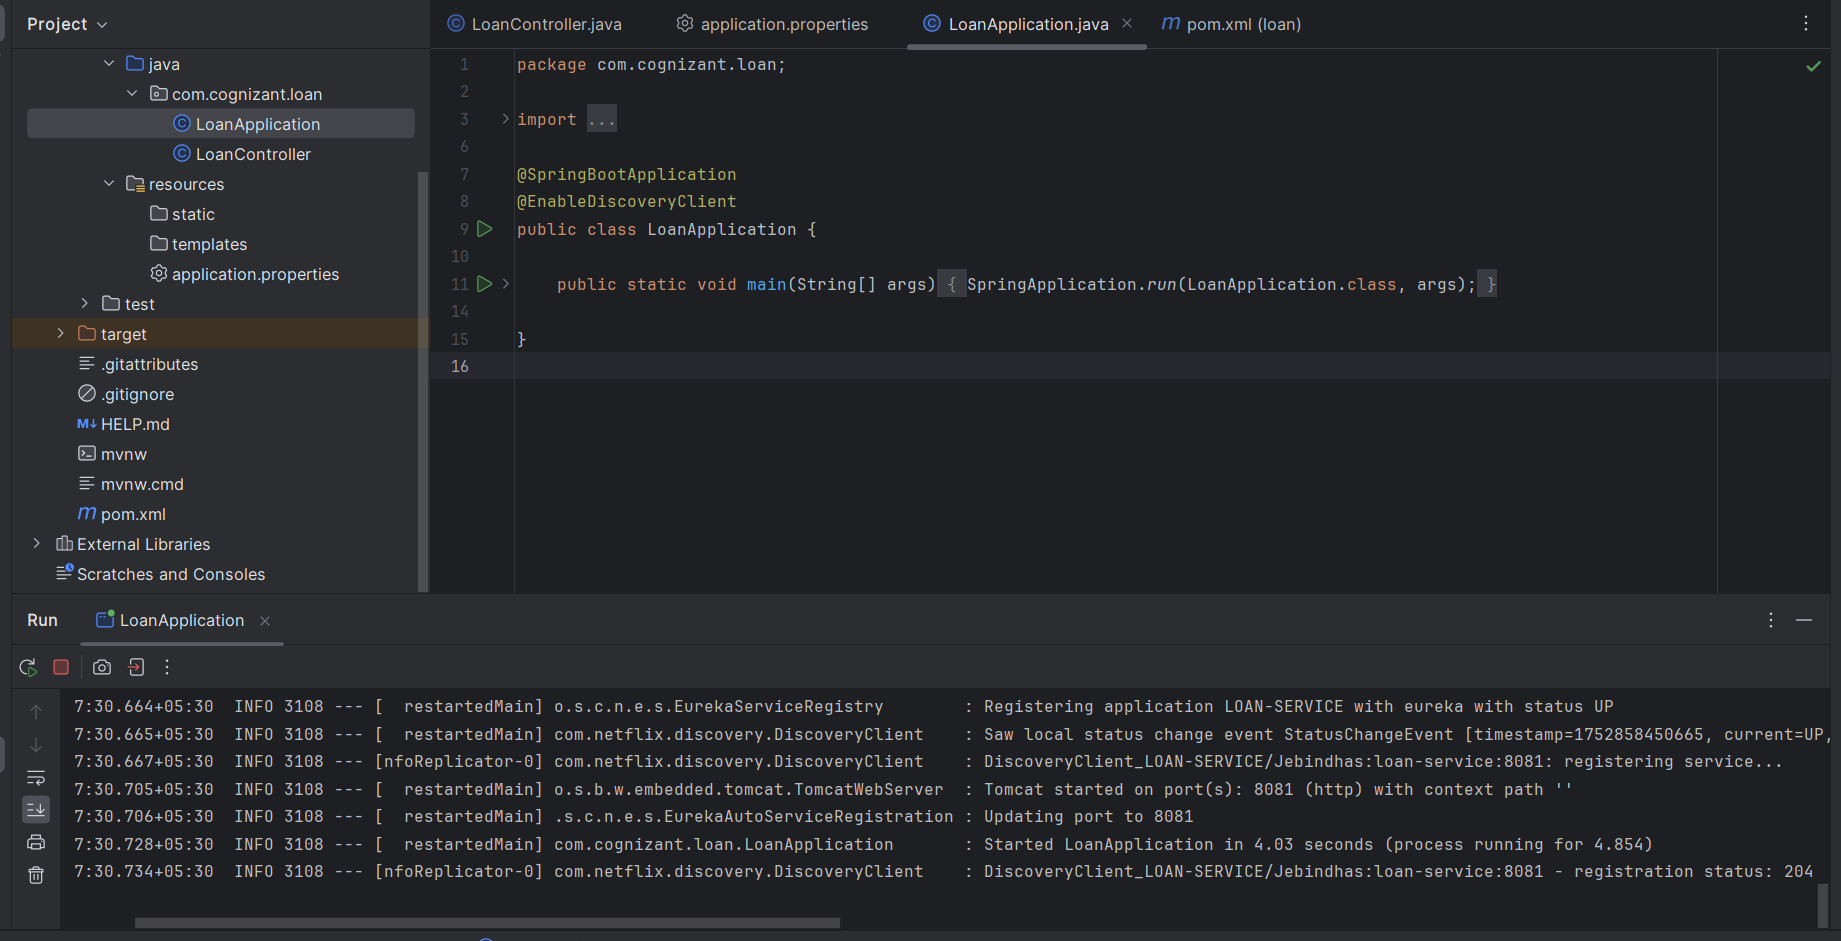 Project
java
com.cognizant.loan
LoanApplication
LoanController
resources
static
templates
application.properties
test
target
.gitattributes
.gitignore
M↓ HELP.md
mvnw
mvnw.cmd
m pom.xml
External Libraries
Scratches and Consoles
LoanController.java application.properties LoanApplication.java m pom.xml (loan)
1 package com.cognizant.loan;
2
3 import ...
6
7 @SpringBootApplication
8 @EnableDiscoveryClient
9 public class LoanApplication {
10
11 public static void main(String[] args) { SpringApplication.run(LoanApplication.class, args); }
14
15 }
16
Run LoanApplication
7:30.664+05:30 INFO 3108 --- [ restartedMain] o.s.c.n.e.s.EurekaServiceRegistry : Registering application LOAN-SERVICE with eureka with status UP
7:30.665+05:30 INFO 3108 --- [ restartedMain] com.netflix.discovery.DiscoveryClient : Saw local status change event StatusChangeEvent [timestamp=1752858450665, current=UP,
7:30.667+05:30 INFO 3108 --- [nfoReplicator-0] com.netflix.discovery.DiscoveryClient : DiscoveryClient_LOAN-SERVICE/Jebindhas:loan-service:8081: registering service...
7:30.705+05:30 INFO 3108 --- [ restartedMain] o.s.b.w.embedded.tomcat.TomcatWebServer : Tomcat started on port(s): 8081 (http) with context path ''
7:30.706+05:30 INFO 3108 --- [ restartedMain] .s.c.n.e.s.EurekaAutoServiceRegistration : Updating port to 8081
7:30.728+05:30 INFO 3108 --- [ restartedMain] com.cognizant.loan.LoanApplication : Started LoanApplication in 4.03 seconds (process running for 4.854)
7:30.734+05:30 INFO 3108 --- [nfoReplicator-0] com.netflix.discovery.DiscoveryClient : DiscoveryClient_LOAN-SERVICE/Jebindhas:loan-service:8081 - registration status: 204